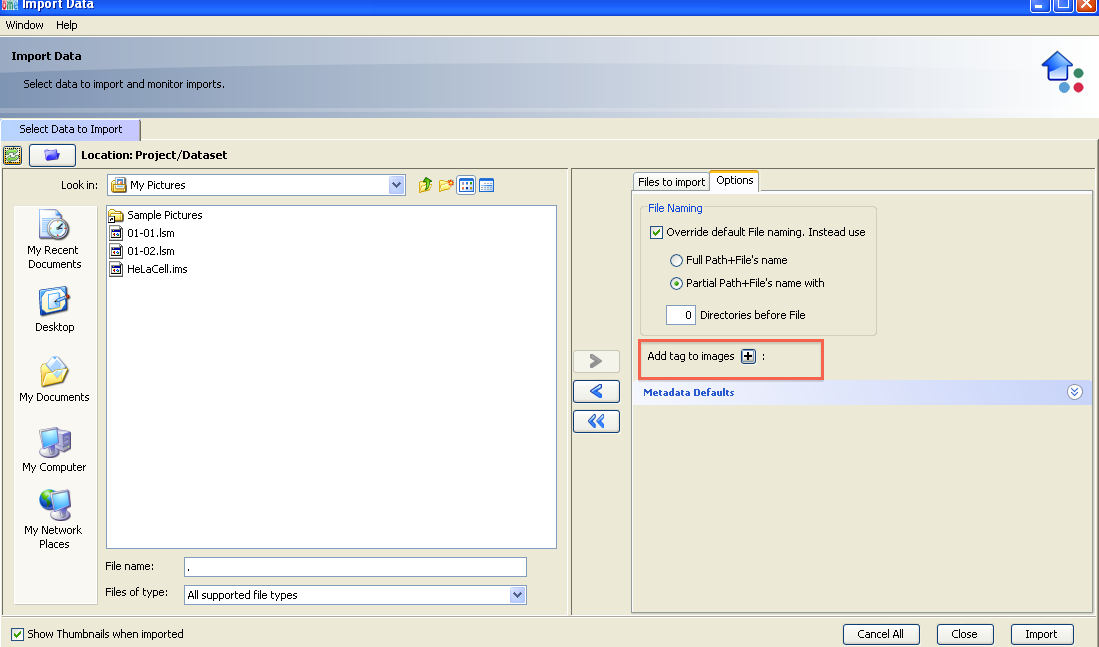 Import Data
Window Help
Import Data
Select data to import and monitor imports.
Select Data to Import
Location: Project/Dataset
Look in: My Pictures
My Recent
Documents
Desktop
My Documents
My Computer
My Network
Places
Sample Pictures
01-01.lsm
01-02.lsm
HeLaCell.ims
File name: .
Files of type: All supported file types
Files to import Options
File Naming
Override default File naming. Instead use
Full Path+File's name
Partial Path+File's name with
0 Directories before File
Add tag to images + :
Metadata Defaults
Show Thumbnails when imported
Cancel All Close Import